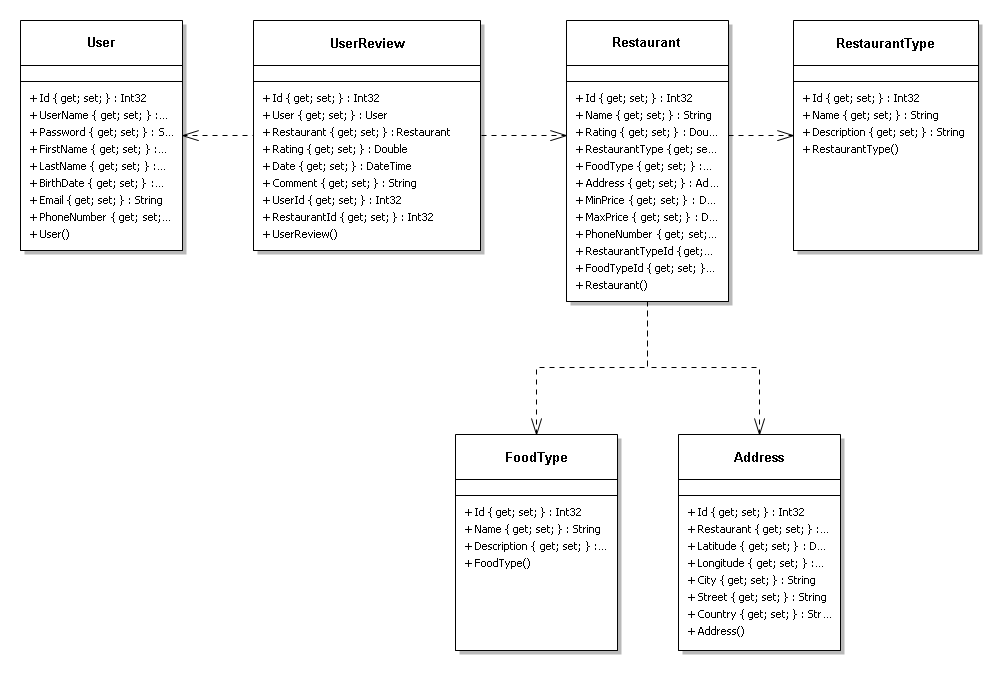 User
+ Id { get; set; } : Int32
+ UserName { get; set; } :...
+ Password { get; set; } : S...
+ FirstName { get; set; } :...
+ LastName { get; set; } :...
+ BirthDate { get; set; } :...
+ Email { get; set; } : String
+ PhoneNumber { get; set;...
+ User()
UserReview
+ Id { get; set; } : Int32
+ User { get; set; } : User
+ Restaurant { get; set; } : Restaurant
+ Rating { get; set; } : Double
+ Date { get; set; } : DateTime
+ Comment { get; set; } : String
+ UserId { get; set; } : Int32
+ RestaurantId { get; set; } : Int32
+ UserReview()
Restaurant
+ Id { get; set; } : Int32
+ Name { get; set; } : String
+ Rating { get; set; } : Dou...
+ RestaurantType { get; se...
+ FoodType { get; set; } :...
+ Address { get; set; } : Ad...
+ MinPrice { get; set; } : D...
+ MaxPrice { get; set; } : D...
+ PhoneNumber { get; set;...
+ RestaurantTypeId { get;...
+ FoodTypeId { get; set; }...
+ Restaurant()
RestaurantType
+ Id { get; set; } : Int32
+ Name { get; set; } : String
+ Description { get; set; } : String
+ RestaurantType()
FoodType
+ Id { get; set; } : Int32
+ Name { get; set; } : String
+ Description { get; set; } :...
+ FoodType()
Address
+ Id { get; set; } : Int32
+ Restaurant { get; set; } :...
+ Latitude { get; set; } : D...
+ Longitude { get; set; } :...
+ City { get; set; } : String
+ Street { get; set; } : String
+ Country { get; set; } : Str...
+ Address()